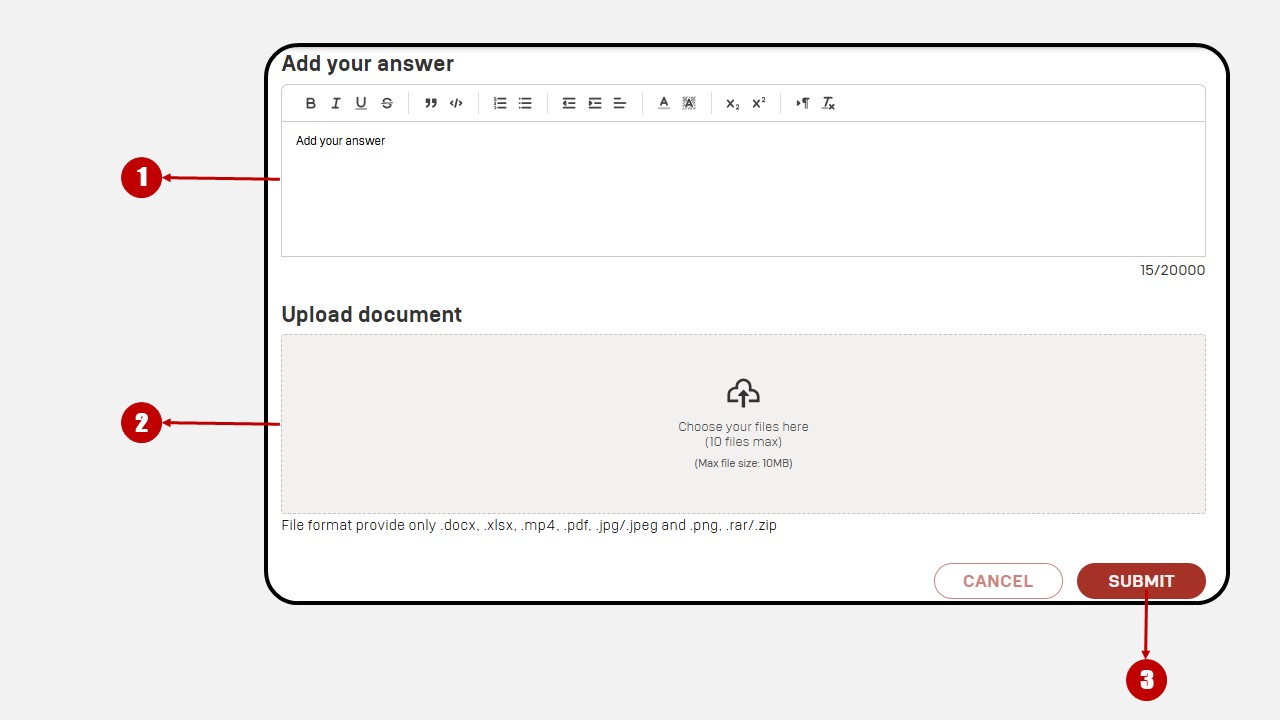 Add your answer
B I U S
Add your answer
1
15/20000
Upload document
2
Choose your files here
(10 files max)
(Max file size: 10MB)
File format provide only .docx, .xlsx, .mp4, .pdf, .jpg/.jpeg and .png, .rar/.zip
CANCEL SUBMIT
3